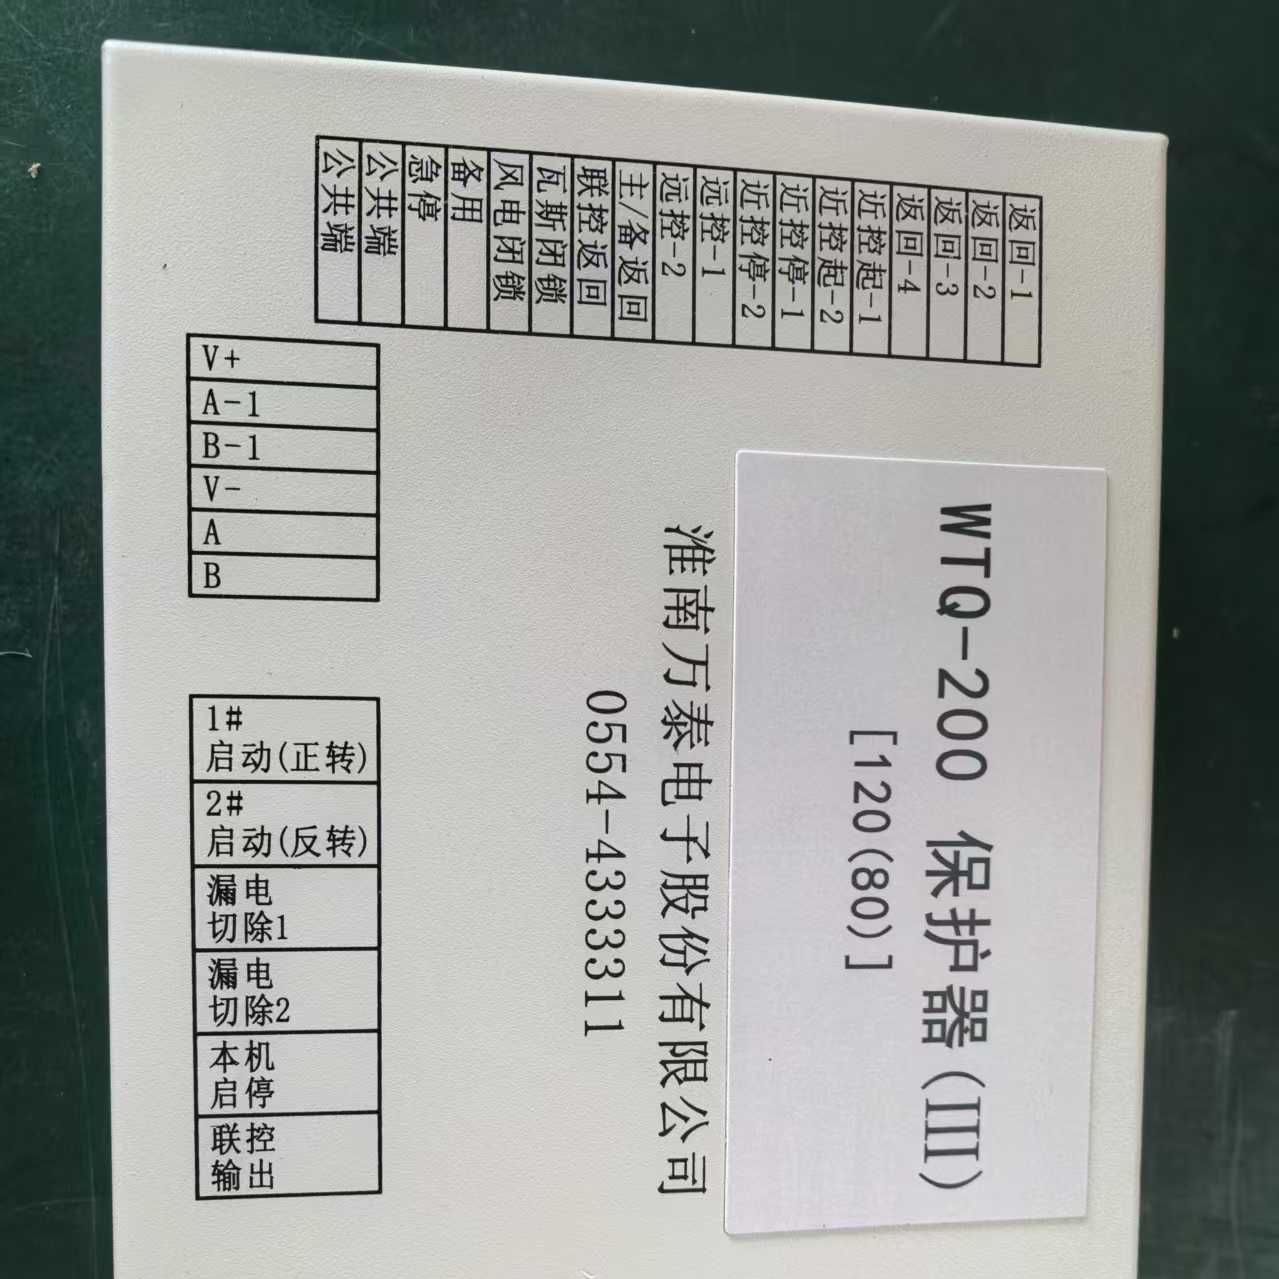 返回-1
返回-2
返回-3
返回-4
近控起-1
近控起-2
近控停-1
近控停-2
远控-1
远控-2
主/备返回
联控返回
瓦斯闭锁
风电闭锁
备用
急停
公共端
公共端
WTQ-200 保护器(III)
[120(80)]
淮南万泰电子股份有限公司
0554-4333311
V+
A-1
B-1
V-
A
B
1#
启动(正转)
2#
启动(反转)
漏电
切除1
漏电
切除2
本机
启停
联控
输出